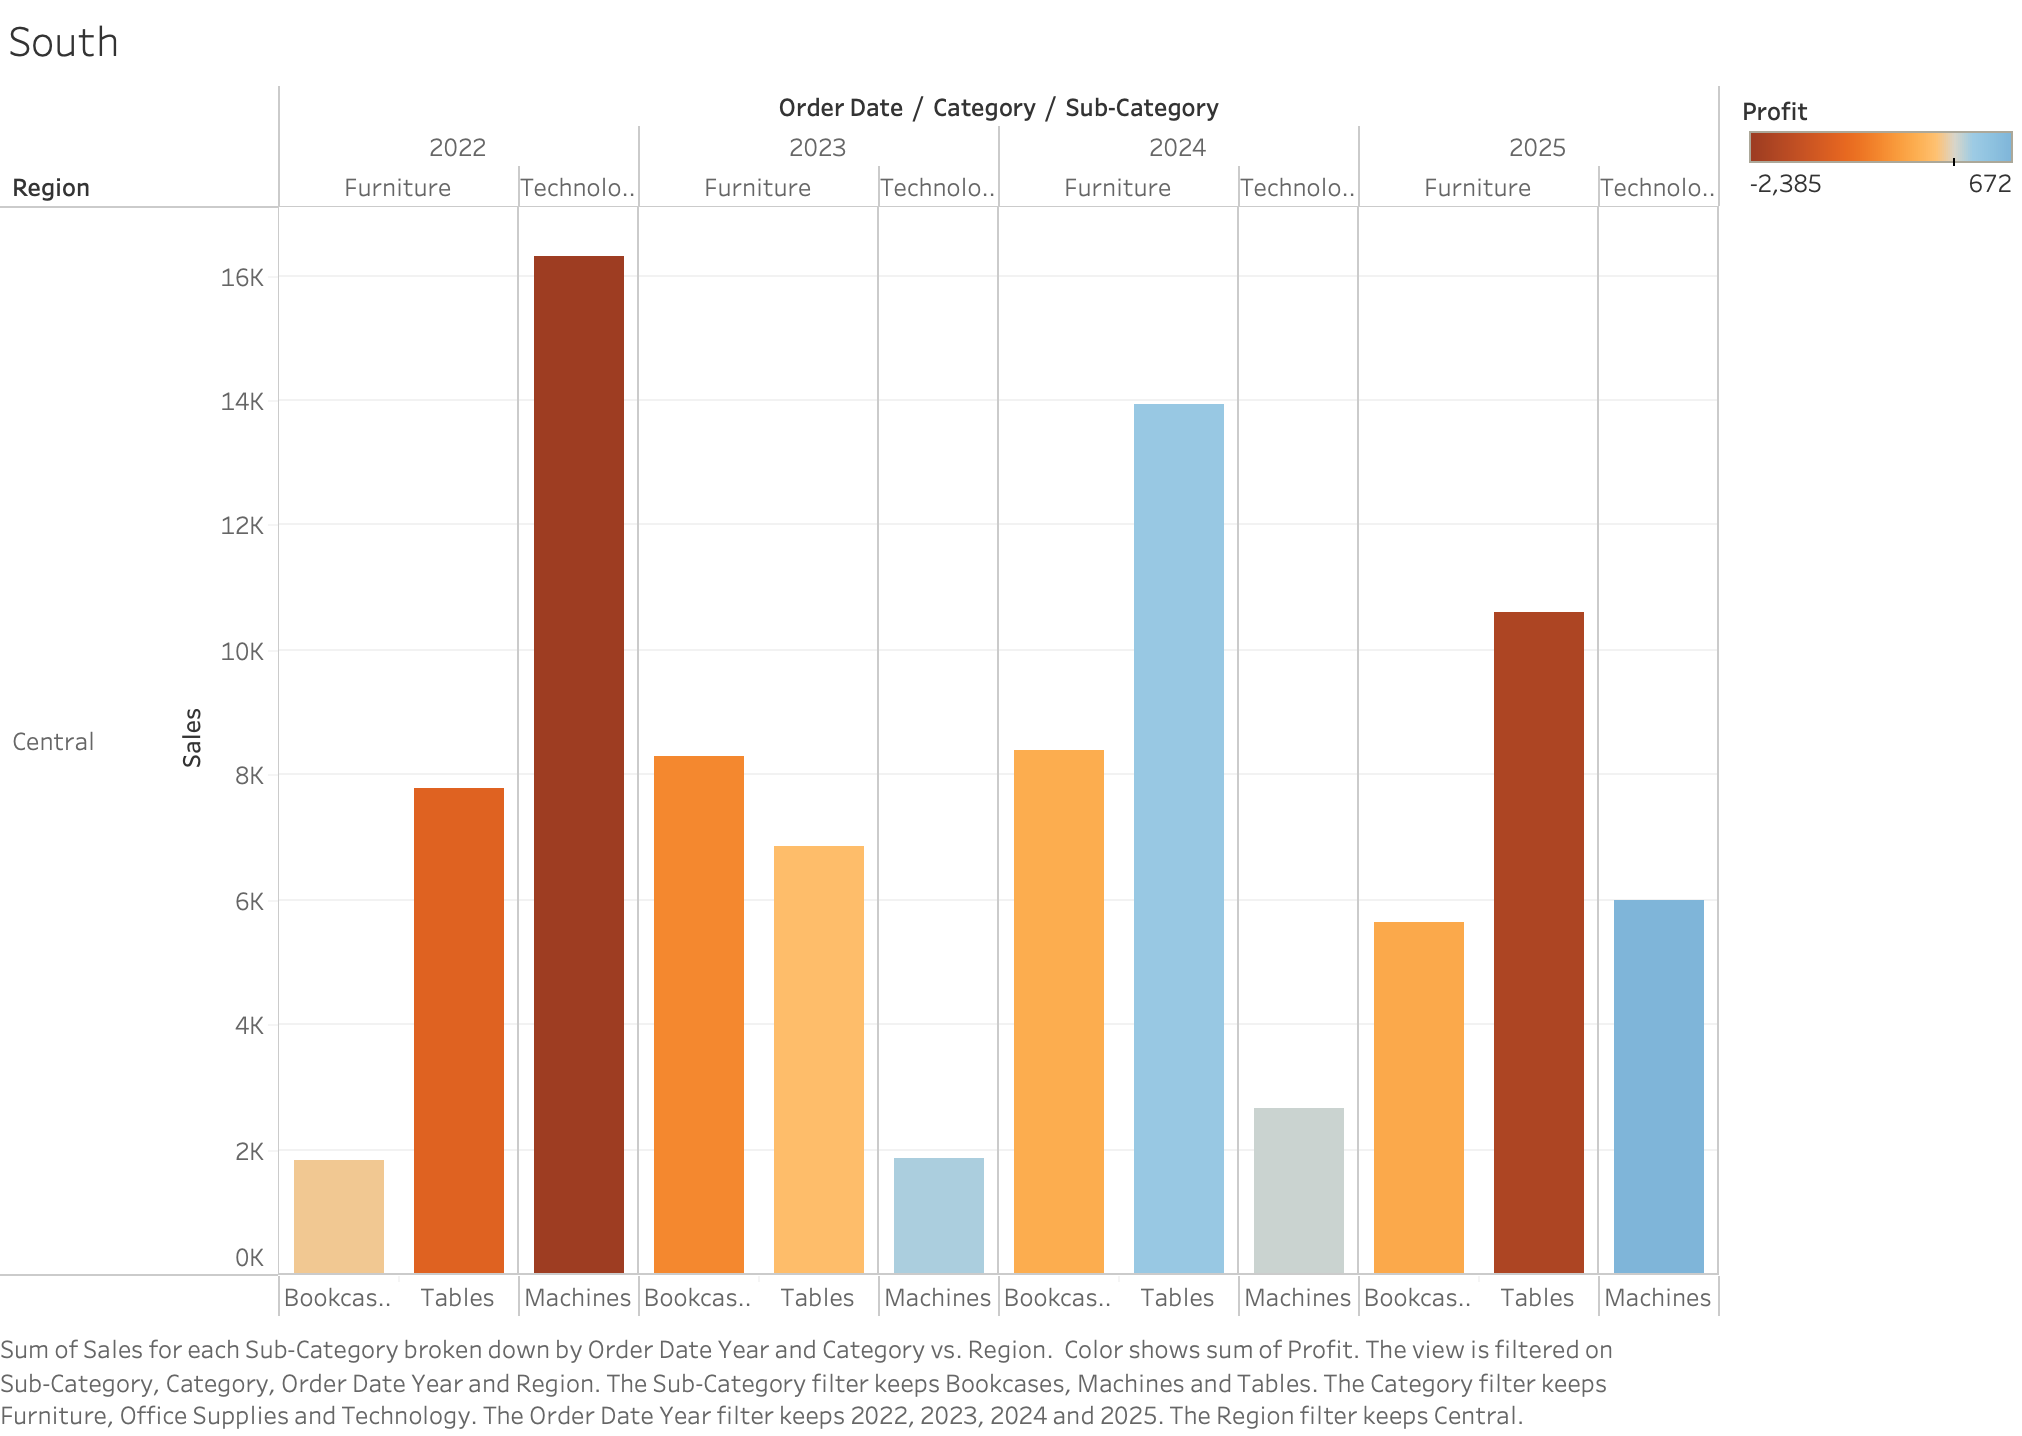 South
Order Date / Category / Sub-Category
Profit
2022 2023 2024 2025
-2,385 672
Region Furniture Technolo.. Furniture Technolo.. Furniture Technolo.. Furniture Technolo..
16K
14K
12K
10K
8K
6K
4K
2K
0K
Central
Sales
Bookcas.. Tables Machines Bookcas.. Tables Machines Bookcas.. Tables Machines Bookcas.. Tables Machines
Sum of Sales for each Sub-Category broken down by Order Date Year and Category vs. Region.  Color shows sum of Profit. The view is filtered on
Sub-Category, Category, Order Date Year and Region. The Sub-Category filter keeps Bookcases, Machines and Tables. The Category filter keeps
Furniture, Office Supplies and Technology. The Order Date Year filter keeps 2022, 2023, 2024 and 2025. The Region filter keeps Central.